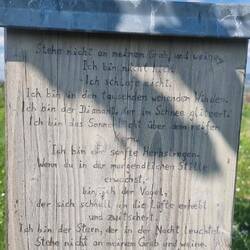 Stehe nicht an meinem Grab und weine,
Ich bin nicht hier,
Ich schlafe nicht.
Ich bin in den tausenden wehenden Winden.
Ich bin der Diamant, der im Schnee glitzert.
Ich bin das Sonnenlicht über dem reifen
Ich bin der sanfte Herbstregen.
Wenn du in der morgendlichen Stille
erwachst,
bin ich der Vogel,
der sich schnell an die Lüfte erhebt
und zwitschert.
Ich bin der Stern, der in der Nacht leuchtet.
Stehe nicht an meinem Grab und weine